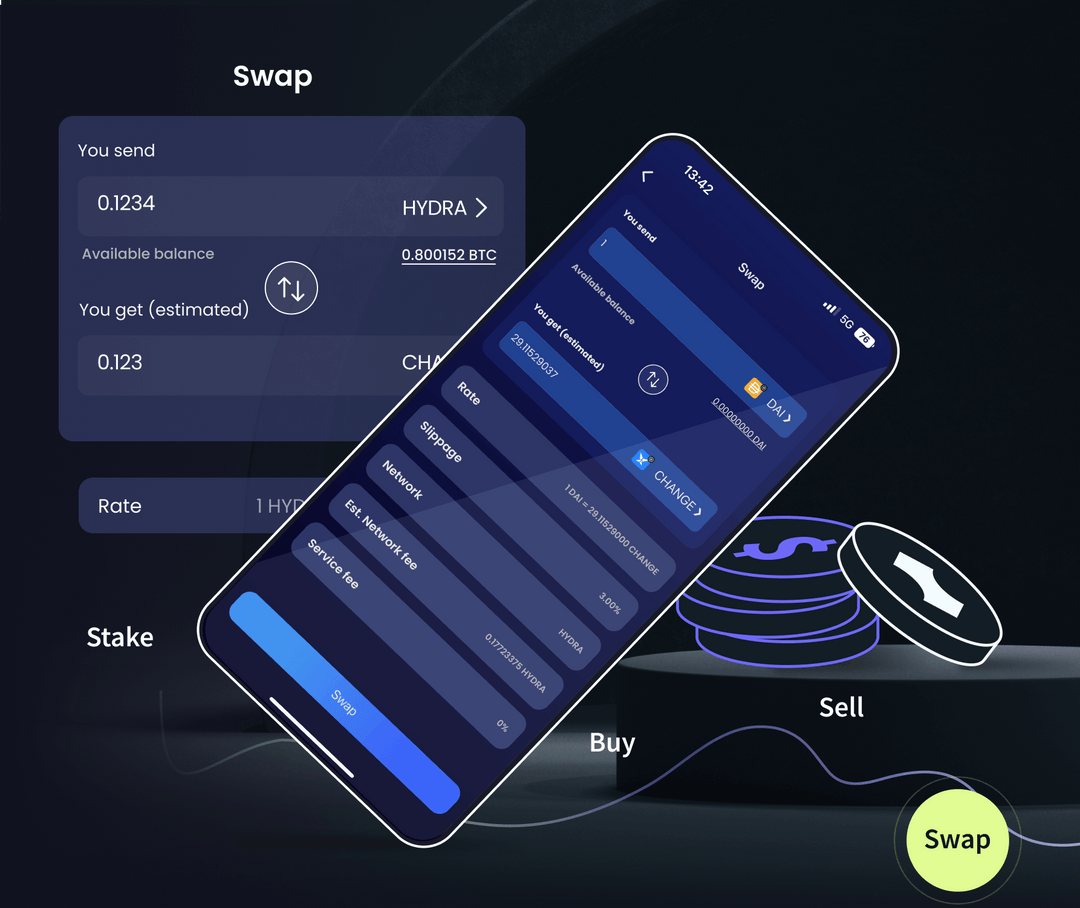 Swap
You send
0.1234 HYDRA
Available balance 0.800152 BTC
You get (estimated)
0.123 CHA
Rate 1 HYD
13:42
5G 76
Swap
You send
1 DAI
Available balance 0.00000000 DAI
You get (estimated)
29.11529037 CHANGE
Rate 1 DAI = 29.11529000 CHANGE
Slippage 3.00%
Network HYDRA
Est. Network fee 0.17723375 HYDRA
Service fee 0%
Swap
$
Stake
Buy
Sell
Swap